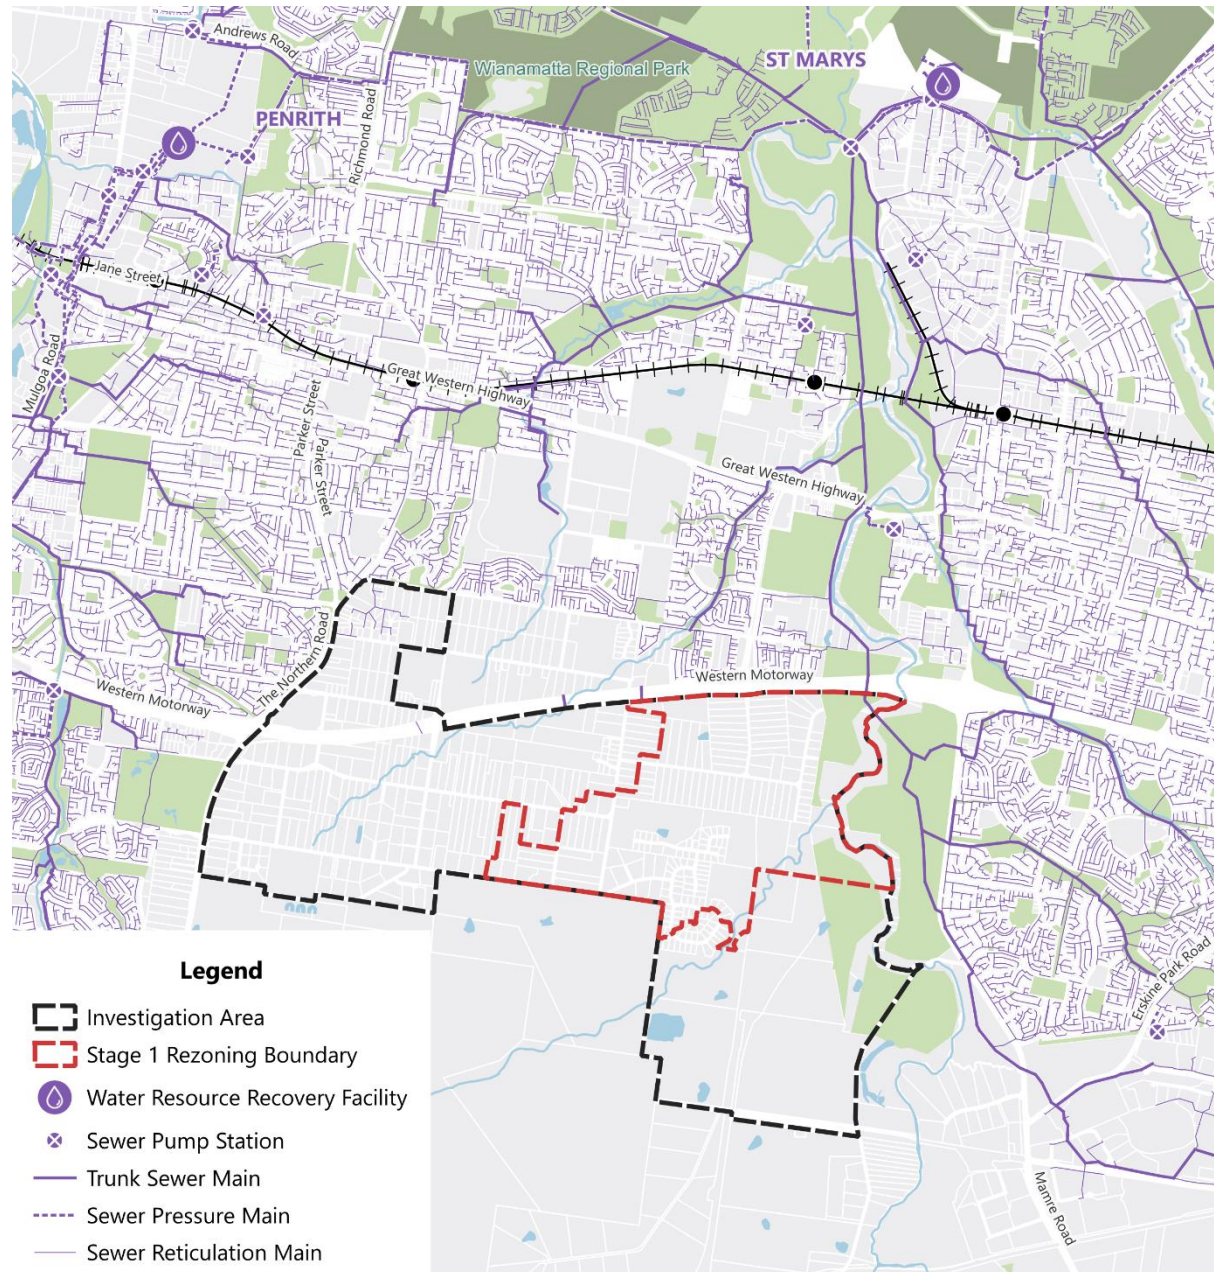 Andrews Road
Wianamatta Regional Park
ST MARYS
PENRITH
Richmond Road
Jane Street
Mulgoa Road
Great Western Highway
Parker Street
Parker Street
Great Western Highway
The Northern Road
Western Motorway
Western Motorway
Erskine Park Road
Mamre Road
Legend
Investigation Area
Stage 1 Rezoning Boundary
Water Resource Recovery Facility
Sewer Pump Station
Trunk Sewer Main
Sewer Pressure Main
Sewer Reticulation Main